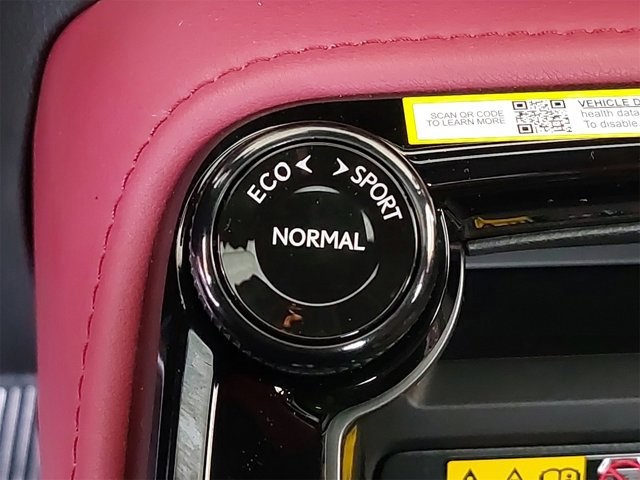 ECO SPORT
NORMAL
SCAN QR CODE
TO LEARN MORE
VEHICLE D
health data
To disable